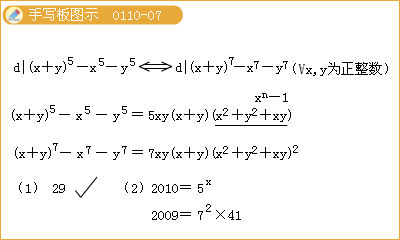 手写板图示 0110-07
d|(x+y)⁵-x⁵-y⁵⟺d|(x+y)⁷-x⁷-y⁷(∀x,y为正整数)
xⁿ-1
(x+y)⁵-x⁵-y⁵=5xy(x+y)(x²+y²+xy)
(x+y)⁷-x⁷-y⁷=7xy(x+y)(x²+y²+xy)²
(1) 29 ✓ (2) 2010=5ˣ
2009=7²×41